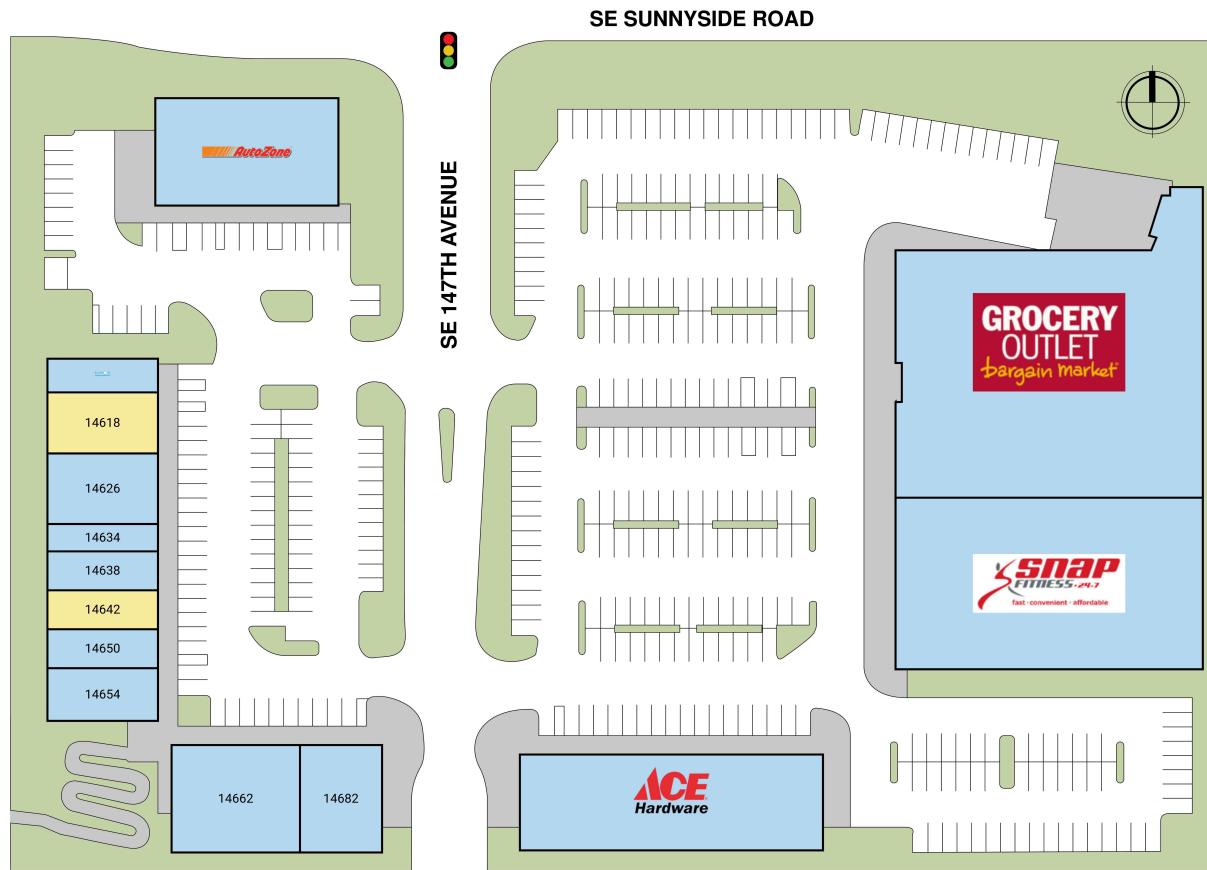 SE SUNNYSIDE ROAD
SE 147TH AVENUE
AutoZone
GROCERY
OUTLET
bargain market
14618
14626
14634
14638
14642
14650
14654
14662
14682
snap
FITNESS 24-7
fast · convenient · affordable
ACE
Hardware